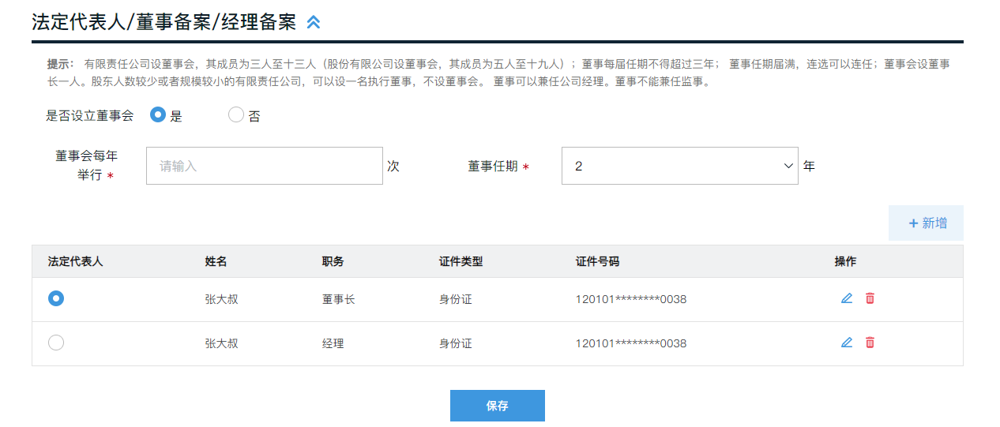 法定代表人/董事备案/经理备案
提示： 有限责任公司设董事会，其成员为三人至十三人（股份有限公司设董事会，其成员为五人至十九人）；董事每届任期不得超过三年； 董事任期届满，连选可以连任；董事会设董事
长一人。股东人数较少或者规模较小的有限责任公司，可以设一名执行董事，不设董事会。 董事可以兼任公司经理。董事不能兼任监事。
是否设立董事会 是 否
董事会每年
举行 * 请输入 次 董事任期 * 2 年
+ 新增
法定代表人 姓名 职务 证件类型 证件号码 操作
张大叔 董事长 身份证 120101********0038
张大叔 经理 身份证 120101********0038
保存